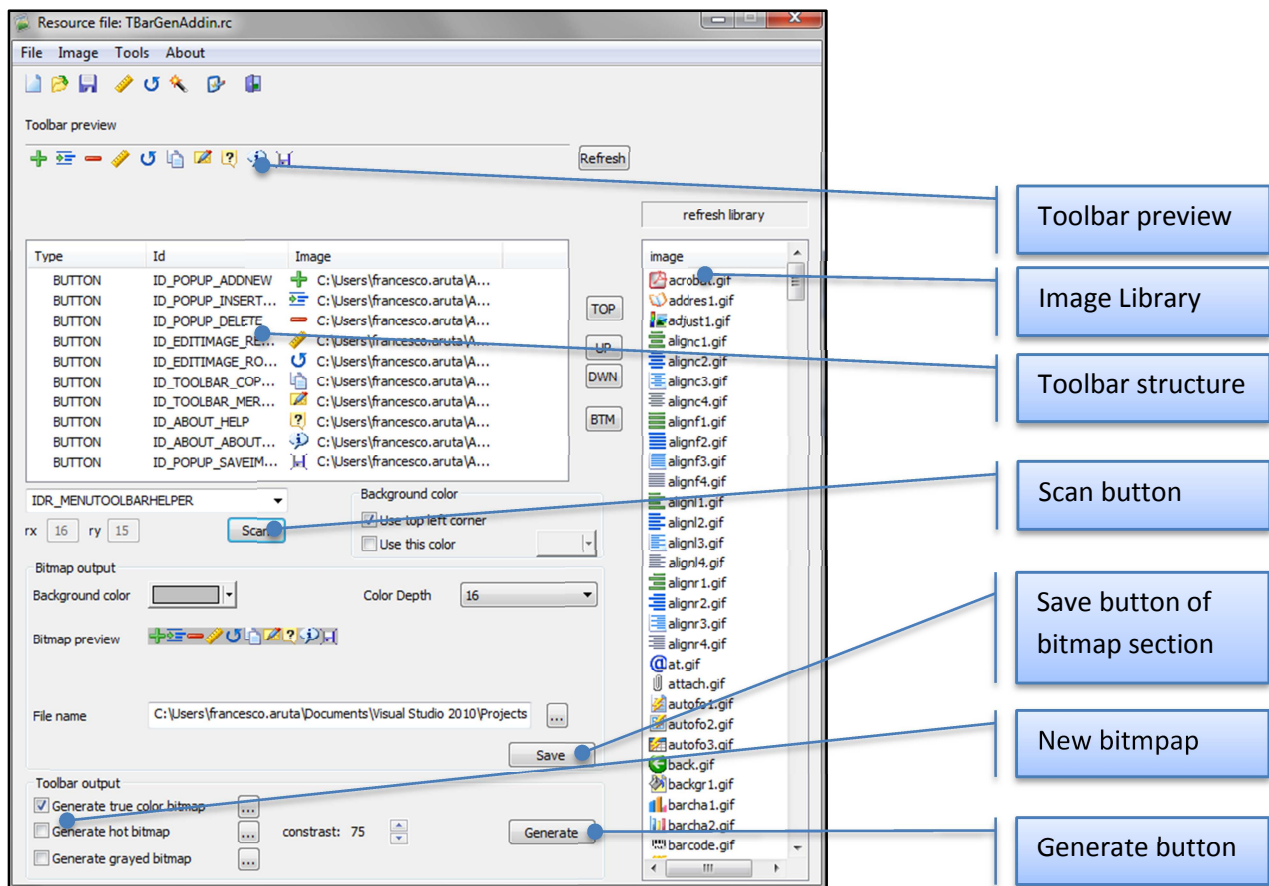 Resource file: TBarGenAddin.rc
File Image Tools About
Toolbar preview
Refresh
refresh library
Type Id Image
BUTTON ID_POPUP_ADDNEW C:\Users\francesco.aruta\A...
BUTTON ID_POPUP_INSERT... C:\Users\francesco.aruta\A...
BUTTON ID_POPUP_DELETE C:\Users\francesco.aruta\A...
BUTTON ID_EDITIMAGE_RE... C:\Users\francesco.aruta\A...
BUTTON ID_EDITIMAGE_RO... C:\Users\francesco.aruta\A...
BUTTON ID_TOOLBAR_COP... C:\Users\francesco.aruta\A...
BUTTON ID_TOOLBAR_MER... C:\Users\francesco.aruta\A...
BUTTON ID_ABOUT_HELP C:\Users\francesco.aruta\A...
BUTTON ID_ABOUT_ABOUT... C:\Users\francesco.aruta\A...
BUTTON ID_POPUP_SAVEIM... C:\Users\francesco.aruta\A...
TOP
UP
DWN
BTM
image
acrobat.gif
addres1.gif
adjust1.gif
alignc1.gif
alignc2.gif
alignc3.gif
alignc4.gif
alignf1.gif
alignf2.gif
alignf3.gif
alignf4.gif
alignl1.gif
alignl2.gif
alignl3.gif
alignl4.gif
alignr1.gif
alignr2.gif
alignr3.gif
alignr4.gif
at.gif
attach.gif
autofo1.gif
autofo2.gif
autofo3.gif
back.gif
backgr1.gif
barcha1.gif
barcha2.gif
barcode.gif
IDR_MENUTOOLBARHELPER
rx 16 ry 15
Scan
Background color
Use top left corner
Use this color
Bitmap output
Background color
Color Depth 16
Bitmap preview
File name C:\Users\francesco.aruta\Documents\Visual Studio 2010\Projects ...
Save
Toolbar output
Generate true color bitmap ...
Generate hot bitmap ... constrast: 75
Generate grayed bitmap ...
Generate
Toolbar preview
Image Library
Toolbar structure
Scan button
Save button of
bitmap section
New bitmpap
Generate button